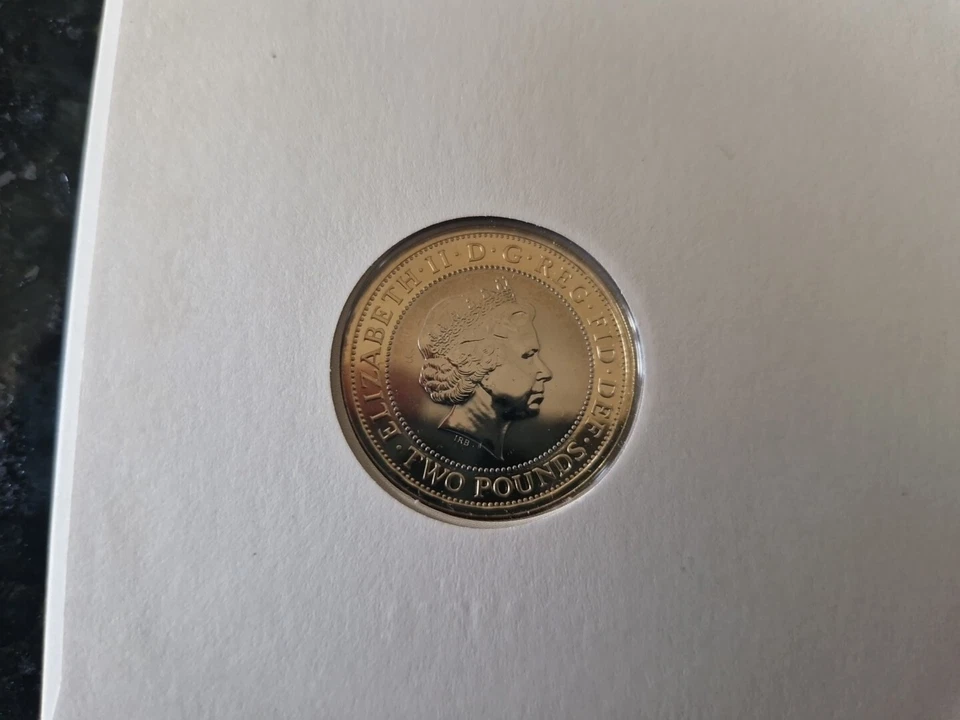 ELIZABETH·II·D·G·REG·FID·DEF·
TWO POUNDS·
IRB